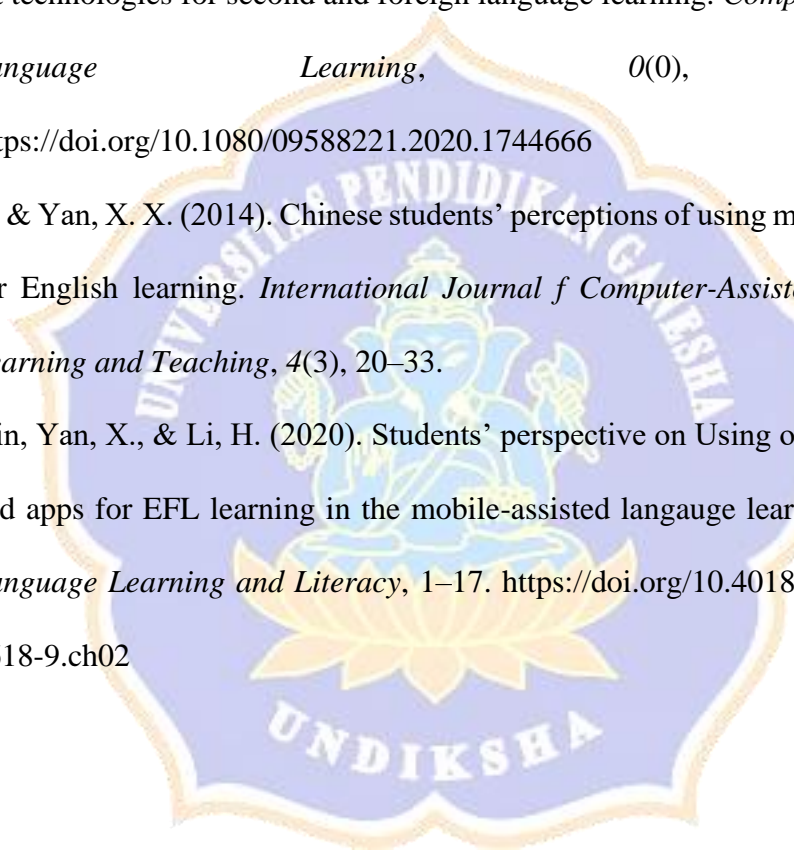 technologies for second and foreign language learning. Comp
nguage Learning, 0(0),
tps://doi.org/10.1080/09588221.2020.1744666
& Yan, X. X. (2014). Chinese students’ perceptions of using m
r English learning. International Journal f Computer-Assist
arning and Teaching, 4(3), 20–33.
in, Yan, X., & Li, H. (2020). Students’ perspective on Using o
d apps for EFL learning in the mobile-assisted langauge lear
nguage Learning and Literacy, 1–17. https://doi.org/10.4018
18-9.ch02
UNIVERSITAS PENDIDIKAN GANESHA
UNDIKSHA